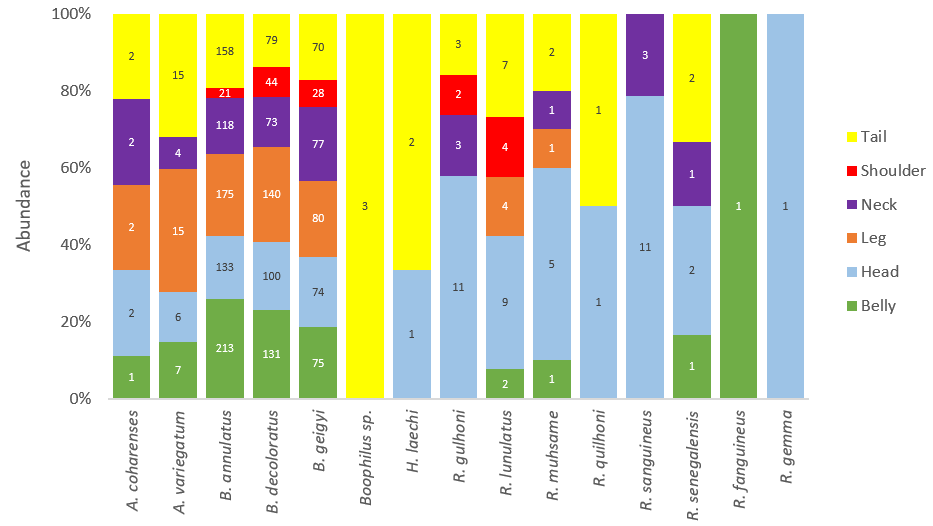 100%
80%
60%
40%
20%
0%
Abundance
2
2
2
2
1
15
4
15
6
7
158
21
118
175
133
213
79
44
73
140
100
131
70
28
77
80
74
75
3
2
1
3
2
3
11
7
4
4
9
2
2
1
1
5
1
1
1
3
11
2
1
2
1
1
1
A. coharenses
A. variegatum
B. annulatus
B. decoloratus
B. geigyi
Boophilus sp.
H. laechi
R. gulhoni
R. lunulatus
R. muhsame
R. quilhoni
R. sanguineus
R. senegalensis
R. fanguineus
R. gemma
Tail
Shoulder
Neck
Leg
Head
Belly